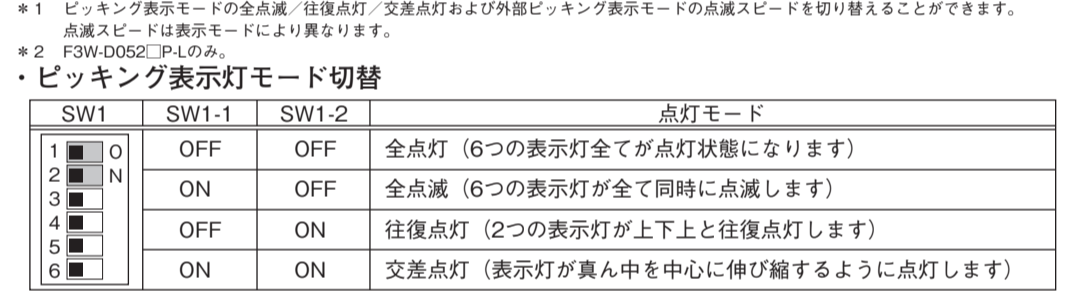 ＊1　ピッキング表示モードの全点滅／往復点灯／交差点灯および外部ピッキング表示モードの点滅スピードを切り替えることができます。
点滅スピードは表示モードにより異なります。
＊2　F3W-D052□P-Lのみ。
・ピッキング表示灯モード切替
SW1　SW1-1　SW1-2　点灯モード
1　O
2　N
3
4
5
6
OFF　OFF　全点灯（6つの表示灯全てが点灯状態になります）
ON　OFF　全点滅（6つの表示灯が全て同時に点滅します）
OFF　ON　往復点灯（2つの表示灯が上下上と往復点灯します）
ON　ON　交差点灯（表示灯が真ん中を中心に伸び縮するように点灯します）